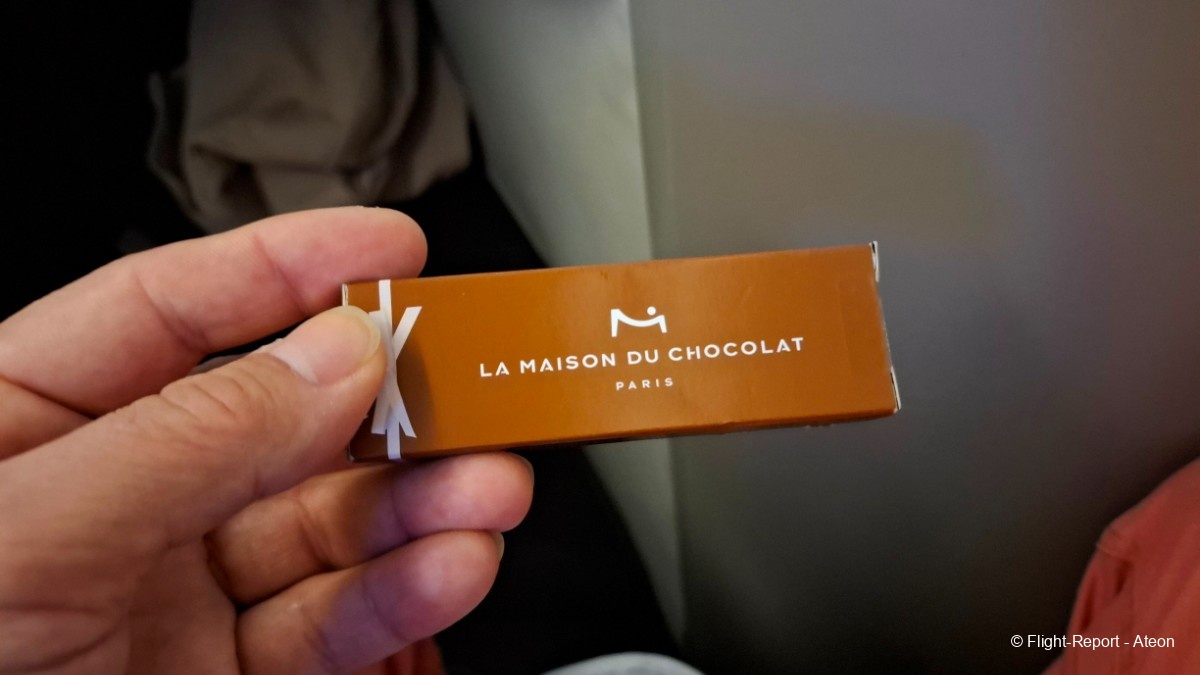 LA MAISON DU CHOCOLAT
PARIS
© Flight-Report - Ateon